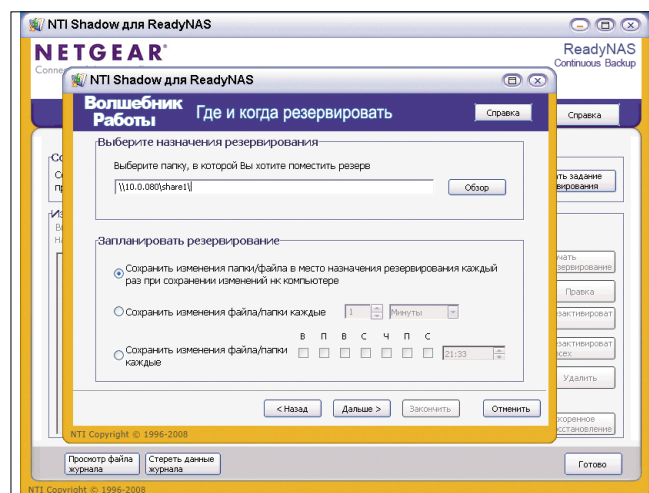 NTI Shadow для ReadyNAS
NETGEAR®
ReadyNAS
Continuous Backup
NTI Shadow для ReadyNAS
Волшебник
Работы
Где и когда резервировать
Справка
Справка
Выберите назначения резервирования
Выберите папку, в которой Вы хотите поместить резерв
\\10.0.080\share1\
Обзор
Запланировать резервирование
Сохранить изменения папки/файла в место назначения резервирования каждый
раз при сохранении изменений нк компьютере
Сохранить изменения файла/папки каждые
1
Минуты
В П В С Ч П С
Сохранить изменения файла/папки
каждые
21:33
Правка
Удалить
< Назад
Дальше >
Закончить
Отменить
NTI Copyright © 1996-2008
Просмотр файла
журнала
Стереть данные
журнала
Готово
NTI Copyright © 1996-2008